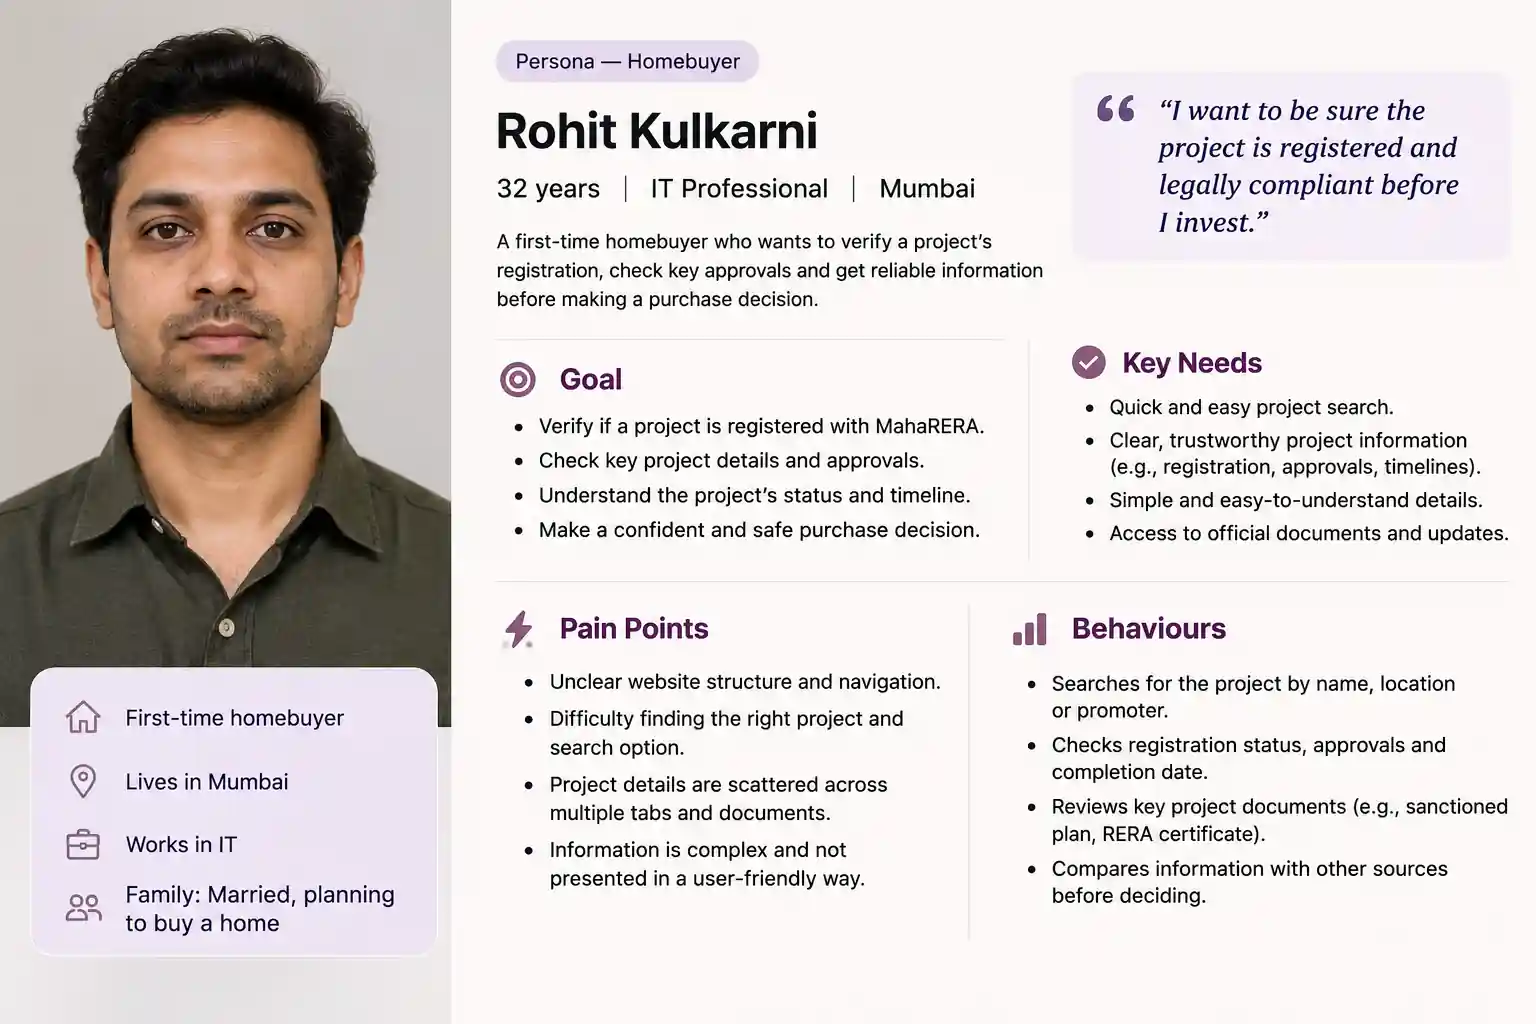 Persona — Homebuyer
Rohit Kulkarni
32 years | IT Professional | Mumbai
A first-time homebuyer who wants to verify a project’s
registration, check key approvals and get reliable information
before making a purchase decision.
“I want to be sure the
project is registered and
legally compliant before
I invest.”
Goal
• Verify if a project is registered with MahaRERA.
• Check key project details and approvals.
• Understand the project’s status and timeline.
• Make a confident and safe purchase decision.
Key Needs
• Quick and easy project search.
• Clear, trustworthy project information
(e.g., registration, approvals, timelines).
• Simple and easy-to-understand details.
• Access to official documents and updates.
Pain Points
• Unclear website structure and navigation.
• Difficulty finding the right project and
search option.
• Project details are scattered across
multiple tabs and documents.
• Information is complex and not
presented in a user-friendly way.
Behaviours
• Searches for the project by name, location
or promoter.
• Checks registration status, approvals and
completion date.
• Reviews key project documents (e.g., sanctioned
plan, RERA certificate).
• Compares information with other sources
before deciding.
First-time homebuyer
Lives in Mumbai
Works in IT
Family: Married, planning
to buy a home